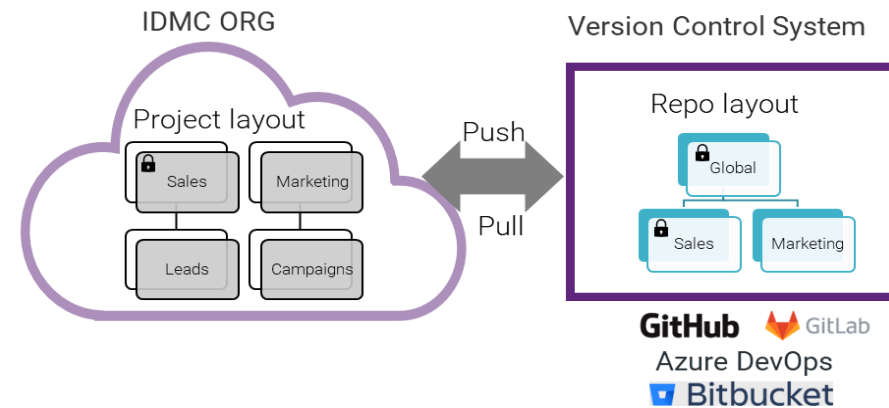 IDMC ORG
Version Control System
Project layout
Sales
Marketing
Leads
Campaigns
Push
Pull
Repo layout
Global
Sales
Marketing
GitHub
GitLab
Azure DevOps
Bitbucket